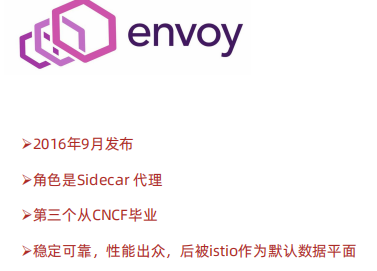 envoy
➢2016年9月发布
➢角色是Sidecar 代理
➢第三个从CNCF毕业
➢稳定可靠，性能出众，后被istio作为默认数据平面